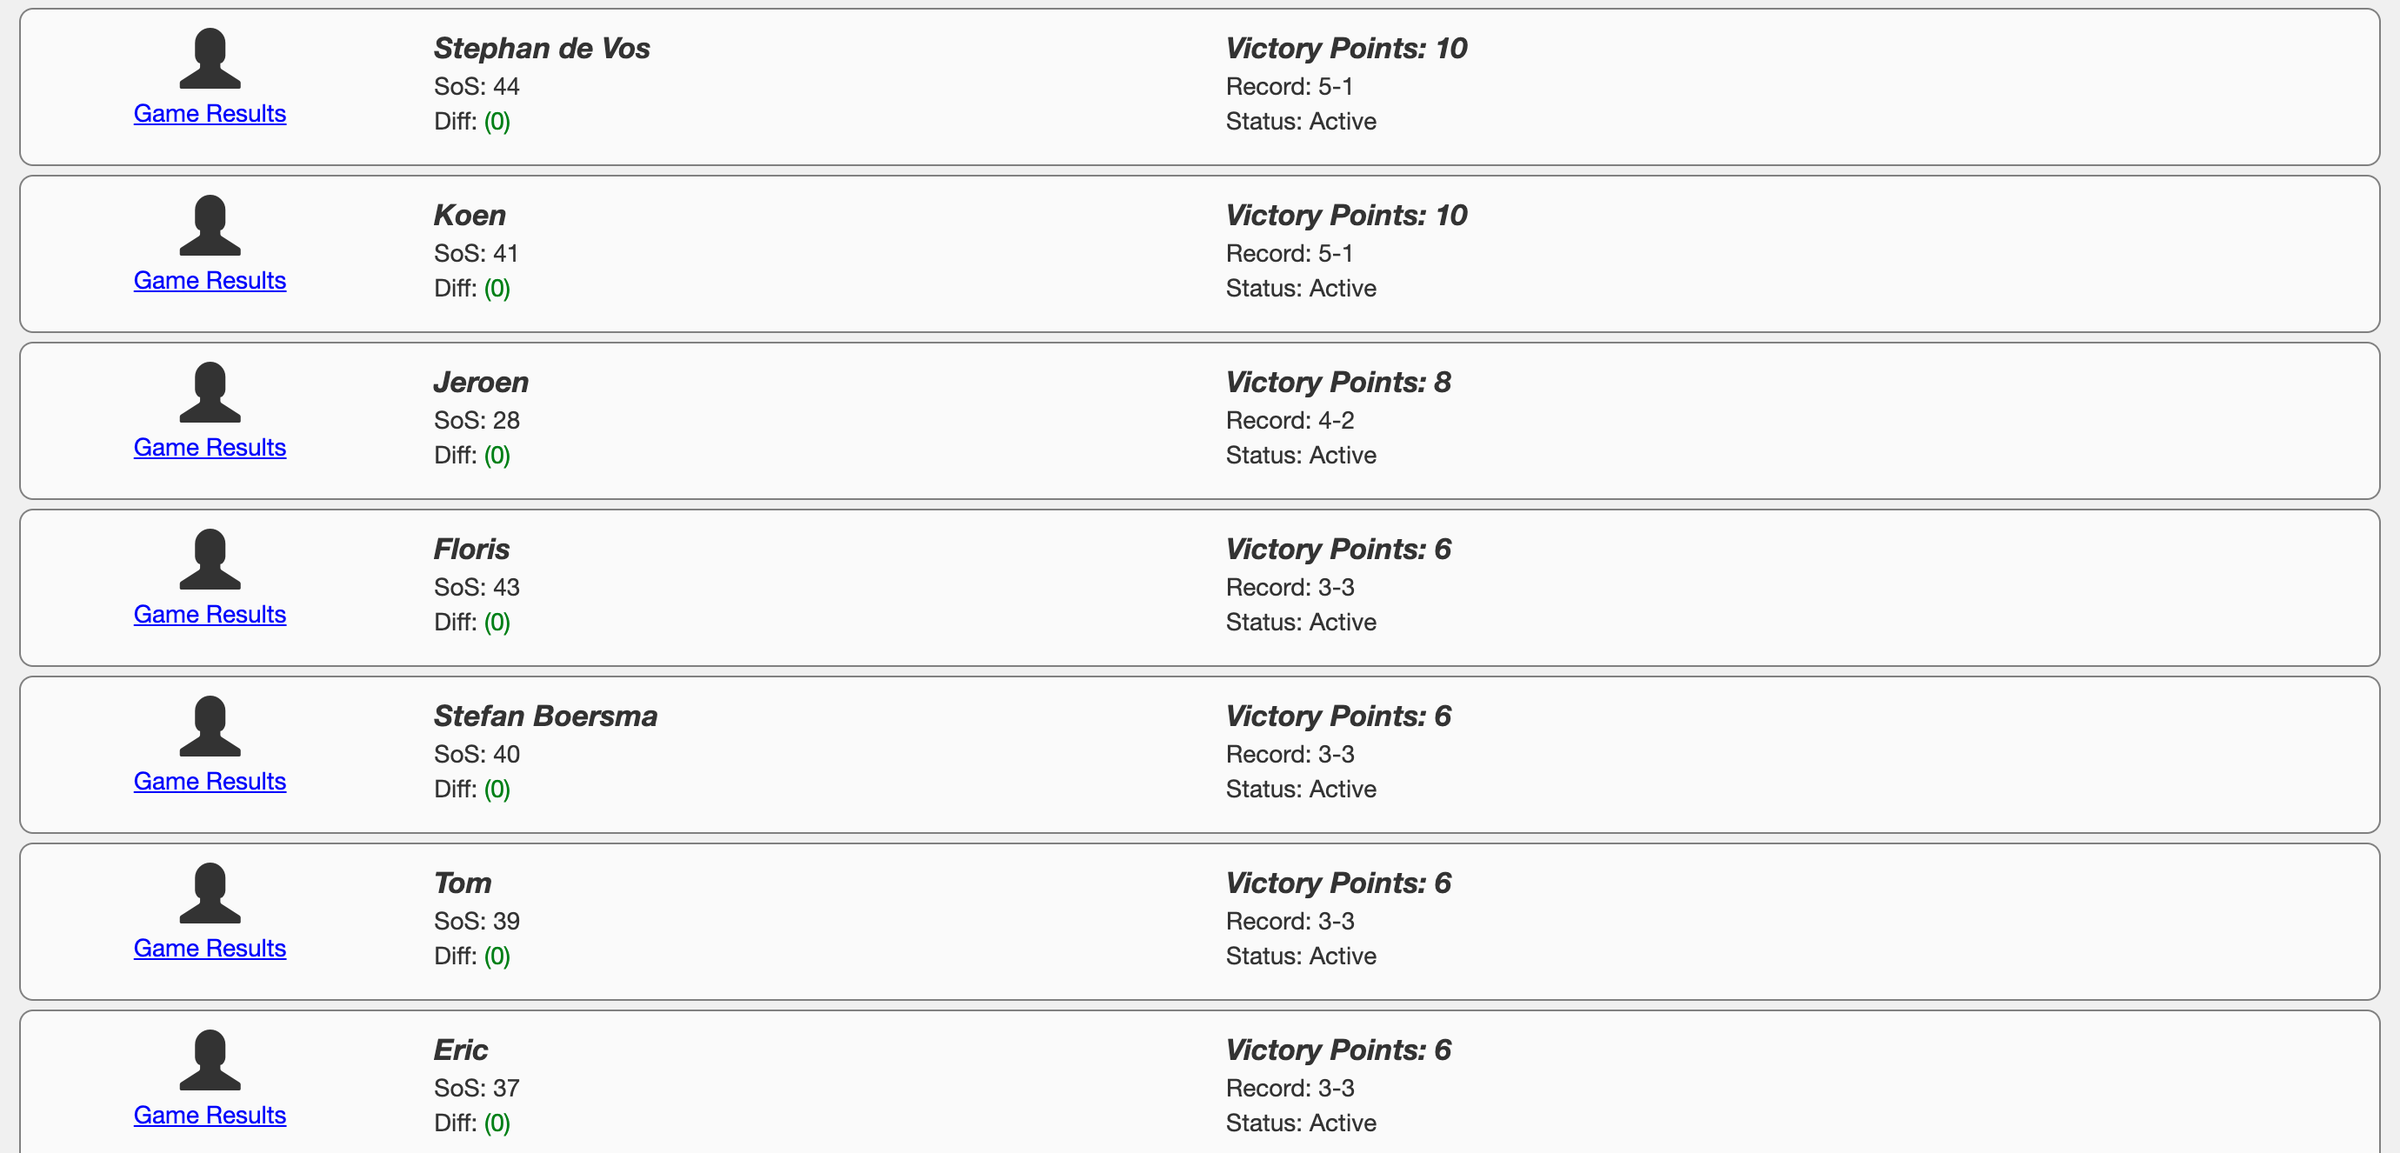 Stephan de Vos
SoS: 44
Diff: (0)
Victory Points: 10
Record: 5-1
Status: Active
Game Results
Koen
SoS: 41
Diff: (0)
Victory Points: 10
Record: 5-1
Status: Active
Game Results
Jeroen
SoS: 28
Diff: (0)
Victory Points: 8
Record: 4-2
Status: Active
Game Results
Floris
SoS: 43
Diff: (0)
Victory Points: 6
Record: 3-3
Status: Active
Game Results
Stefan Boersma
SoS: 40
Diff: (0)
Victory Points: 6
Record: 3-3
Status: Active
Game Results
Tom
SoS: 39
Diff: (0)
Victory Points: 6
Record: 3-3
Status: Active
Game Results
Eric
SoS: 37
Diff: (0)
Victory Points: 6
Record: 3-3
Status: Active
Game Results